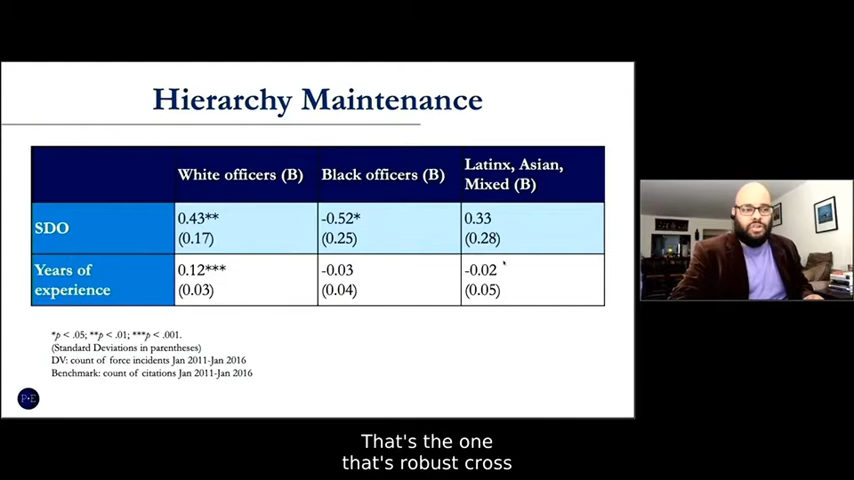 Hierarchy Maintenance
White officers (B)
Black officers (B)
Latinx, Asian,
Mixed (B)
SDO
0.43**
(0.17)
-0.52*
(0.25)
0.33
(0.28)
Years of
experience
0.12***
(0.03)
-0.03
(0.04)
-0.02
(0.05)
*p < .05; **p < .01; ***p < .001.
(Standard Deviations in parentheses)
DV: count of force incidents Jan 2011-Jan 2016
Benchmark: count of citations Jan 2011-Jan 2016
P•E
That's the one
that's robust cross